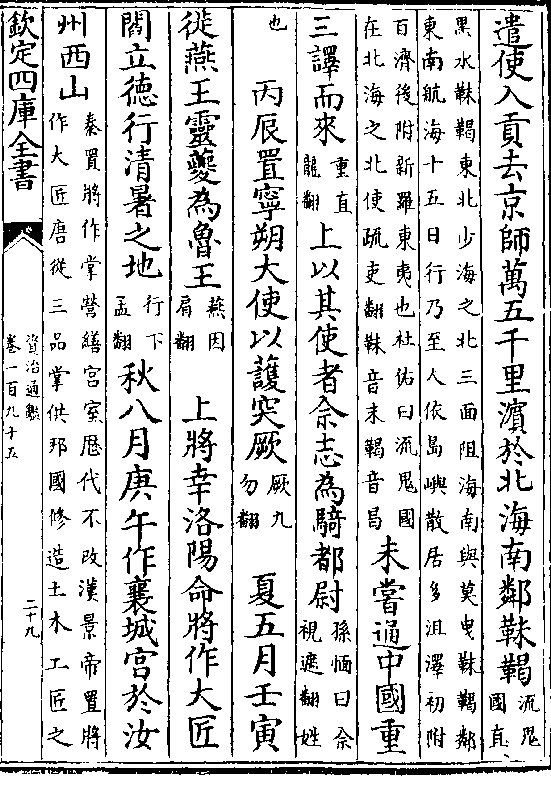 遣使入貢去京師萬五千里濵於北海南鄰靺鞨流鬼國直
黑水靺鞨東北少海之北三面阻海南與莫曳靺鞨鄰
東南航海十五日行乃至人依島嶼散居多沮澤初附
百濟後附新羅東夷也杜佑曰流鬼國
在北海之北使疏吏翻靺音末鞨音曷
未嘗通中國重
三譯而來重直龍翻上以其使者佘志為騎都尉孫愐曰佘視遮翻姓
也丙辰置寧朔大使以護突厥厥九勿翻夏五月壬寅
徙燕王靈夔為魯王燕因肩翻上將幸洛陽命將作大匠
閻立徳行清暑之地行下孟翻秋八月庚午作襄城宫於汝
州西山
秦置將作掌營繕宫室歴代不改漢景帝置將
作大匠唐從三品掌供邦國修造土木工匠之
欽定四庫全書
資治通鑑
卷一百九十五
二十九